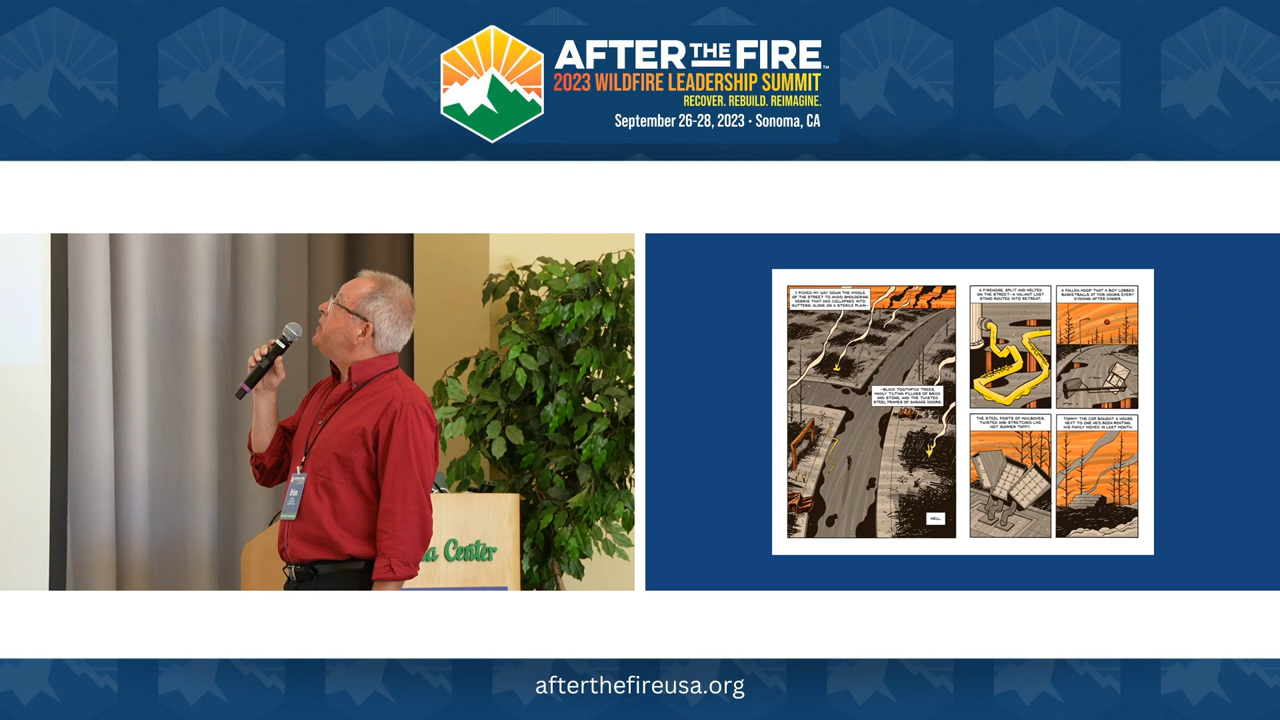 AFTER THE FIRE™
2023 WILDFIRE LEADERSHIP SUMMIT
RECOVER. REBUILD. REIMAGINE.
September 26-28, 2023 • Sonoma, CA
a Center
I PICKED MY WAY DOWN THE MIDDLE
OF THE STREET TO AVOID SMOLDERING
DEBRIS THAT HAD COLLAPSED INTO
GUTTERS, ALONE ON A STERILE PLAIN—
—BLACK TOOTHPICK TREES,
MADLY TILTING PILLARS OF BRICK
AND STONE, AND THE TWISTED
STEEL FRAMES OF GARAGE DOORS.
HELL.
A FIREHOSE, SPLIT AND MELTED
ON THE STREET—A VALIANT LAST
STAND ROUTED INTO RETREAT.
A FALLEN HOOP THAT A BOY LOBBED
BASKETBALLS AT FOR HOURS EVERY
EVENING AFTER DINNER.
THE STEEL POSTS OF MAILBOXES,
TWISTED AND STRETCHED LIKE
HOT SUMMER TAFFY.
TOMMY THE COP BOUGHT A HOUSE
NEXT TO ONE HE'S BEEN RENTING.
HIS FAMILY MOVED IN LAST MONTH.
afterthefireusa.org